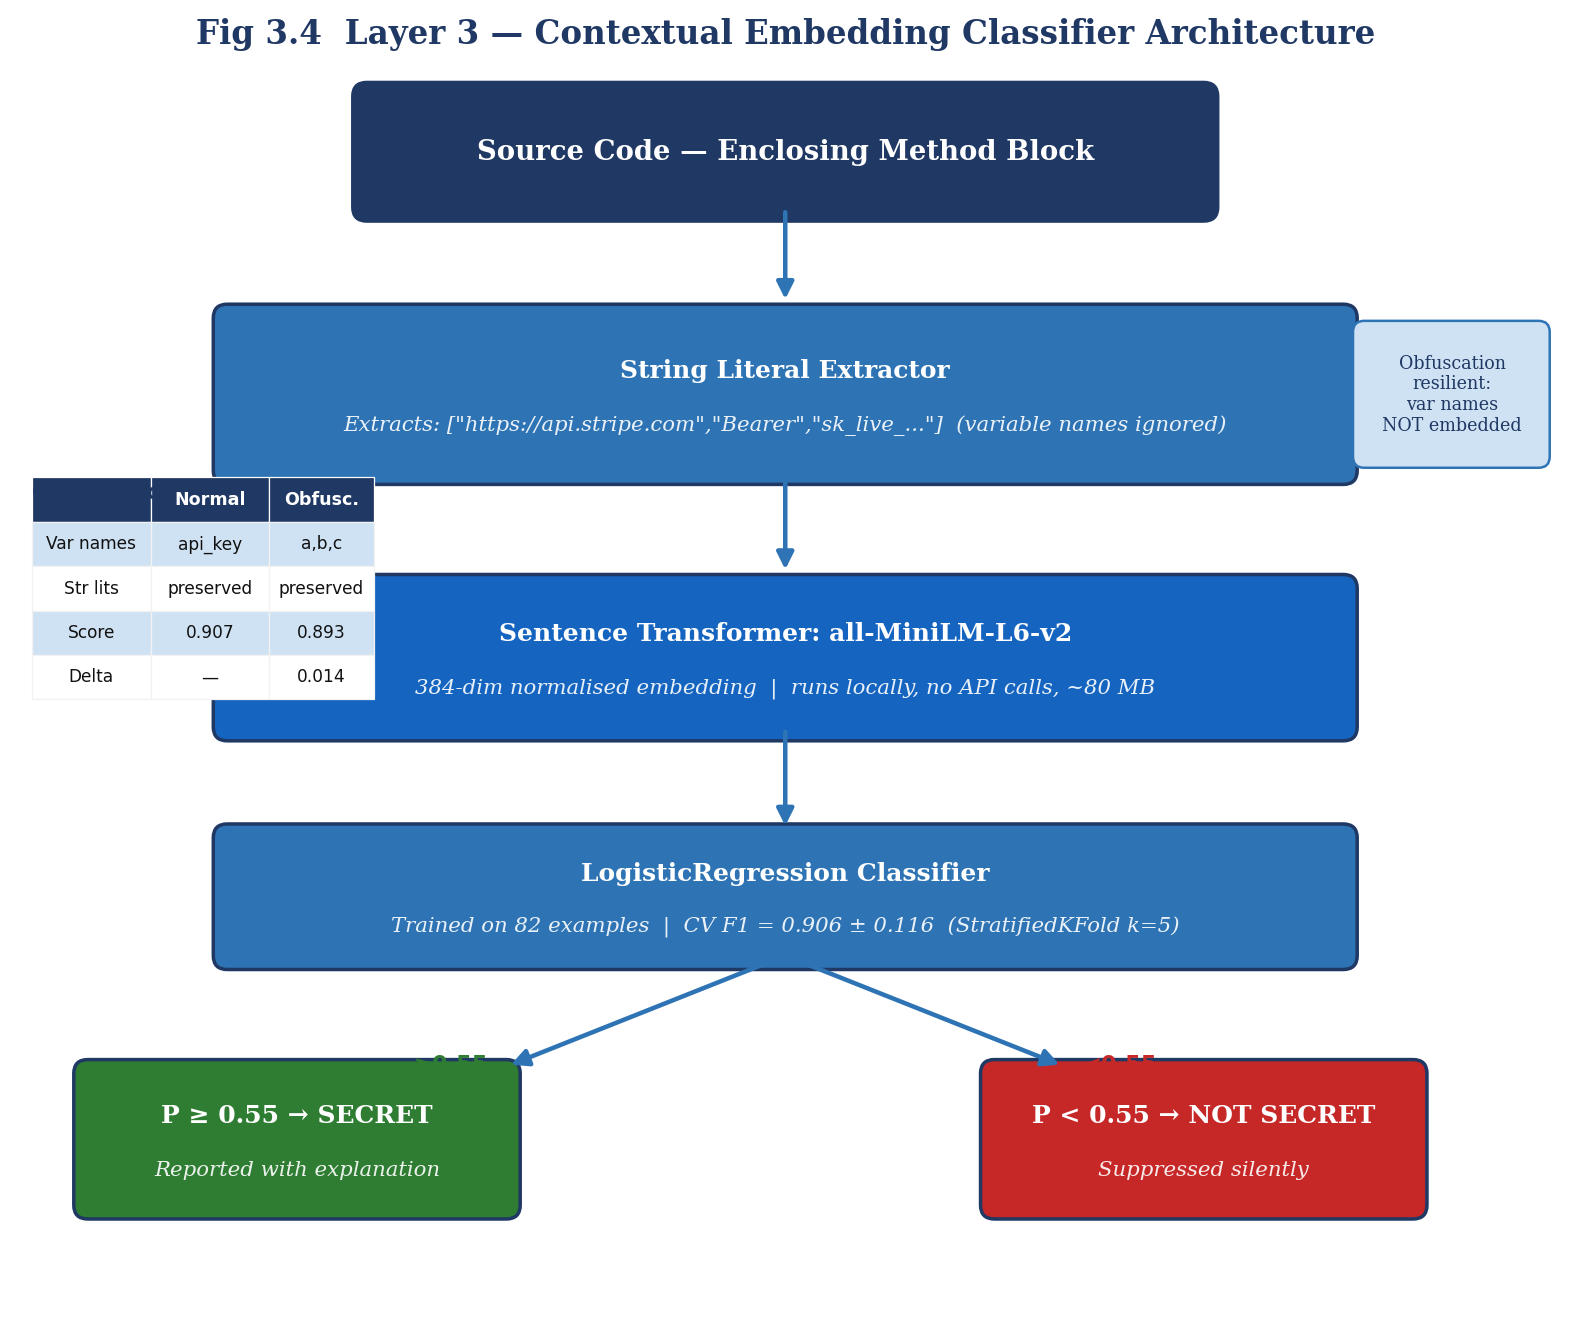 Fig 3.4  Layer 3 — Contextual Embedding Classifier Architecture
Source Code — Enclosing Method Block
String Literal Extractor
Extracts: ["https://api.stripe.com","Bearer","sk_live_..."]  (variable names ignored)
Obfuscation
resilient:
var names
NOT embedded
Normal Obfusc.
Var names api_key a,b,c
Str lits preserved preserved
Score 0.907 0.893
Delta — 0.014
Sentence Transformer: all-MiniLM-L6-v2
384-dim normalised embedding  |  runs locally, no API calls, ~80 MB
LogisticRegression Classifier
Trained on 82 examples  |  CV F1 = 0.906 ± 0.116  (StratifiedKFold k=5)
P ≥ 0.55 → SECRET
Reported with explanation
P < 0.55 → NOT SECRET
Suppressed silently